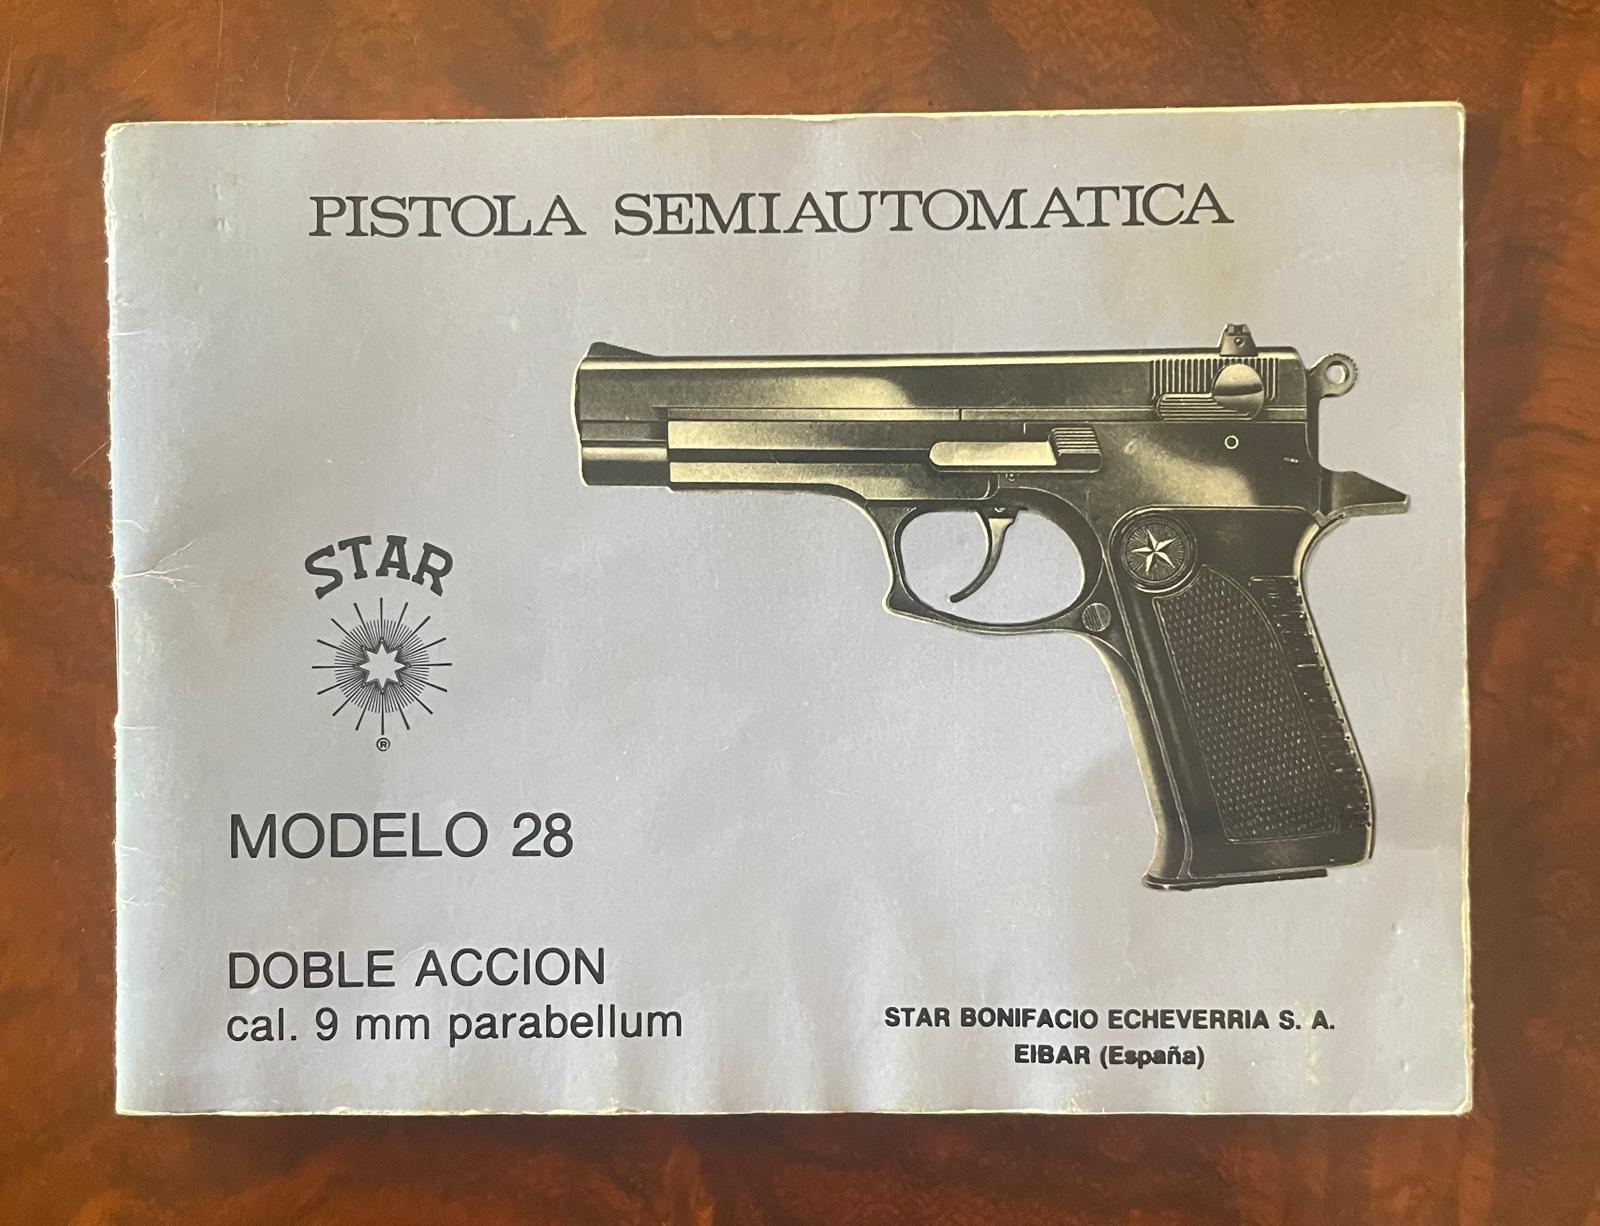 PISTOLA SEMIAUTOMATICA
STAR
®
MODELO 28
DOBLE ACCION
cal. 9 mm parabellum
STAR BONIFACIO ECHEVERRIA S. A.
EIBAR (España)